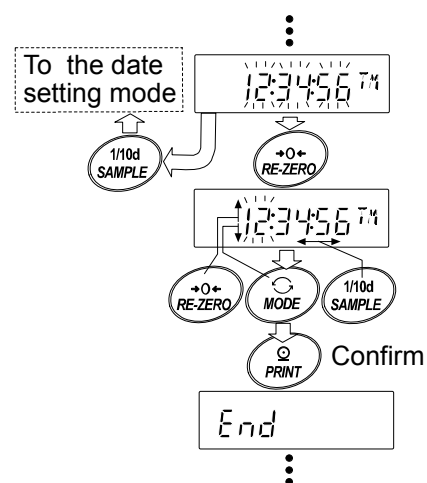 To the date
setting mode
12:34:56 TM
1/10d
SAMPLE
→0←
RE-ZERO
12:34:56 TM
→0←
RE-ZERO
MODE
1/10d
SAMPLE
PRINT
Confirm
End